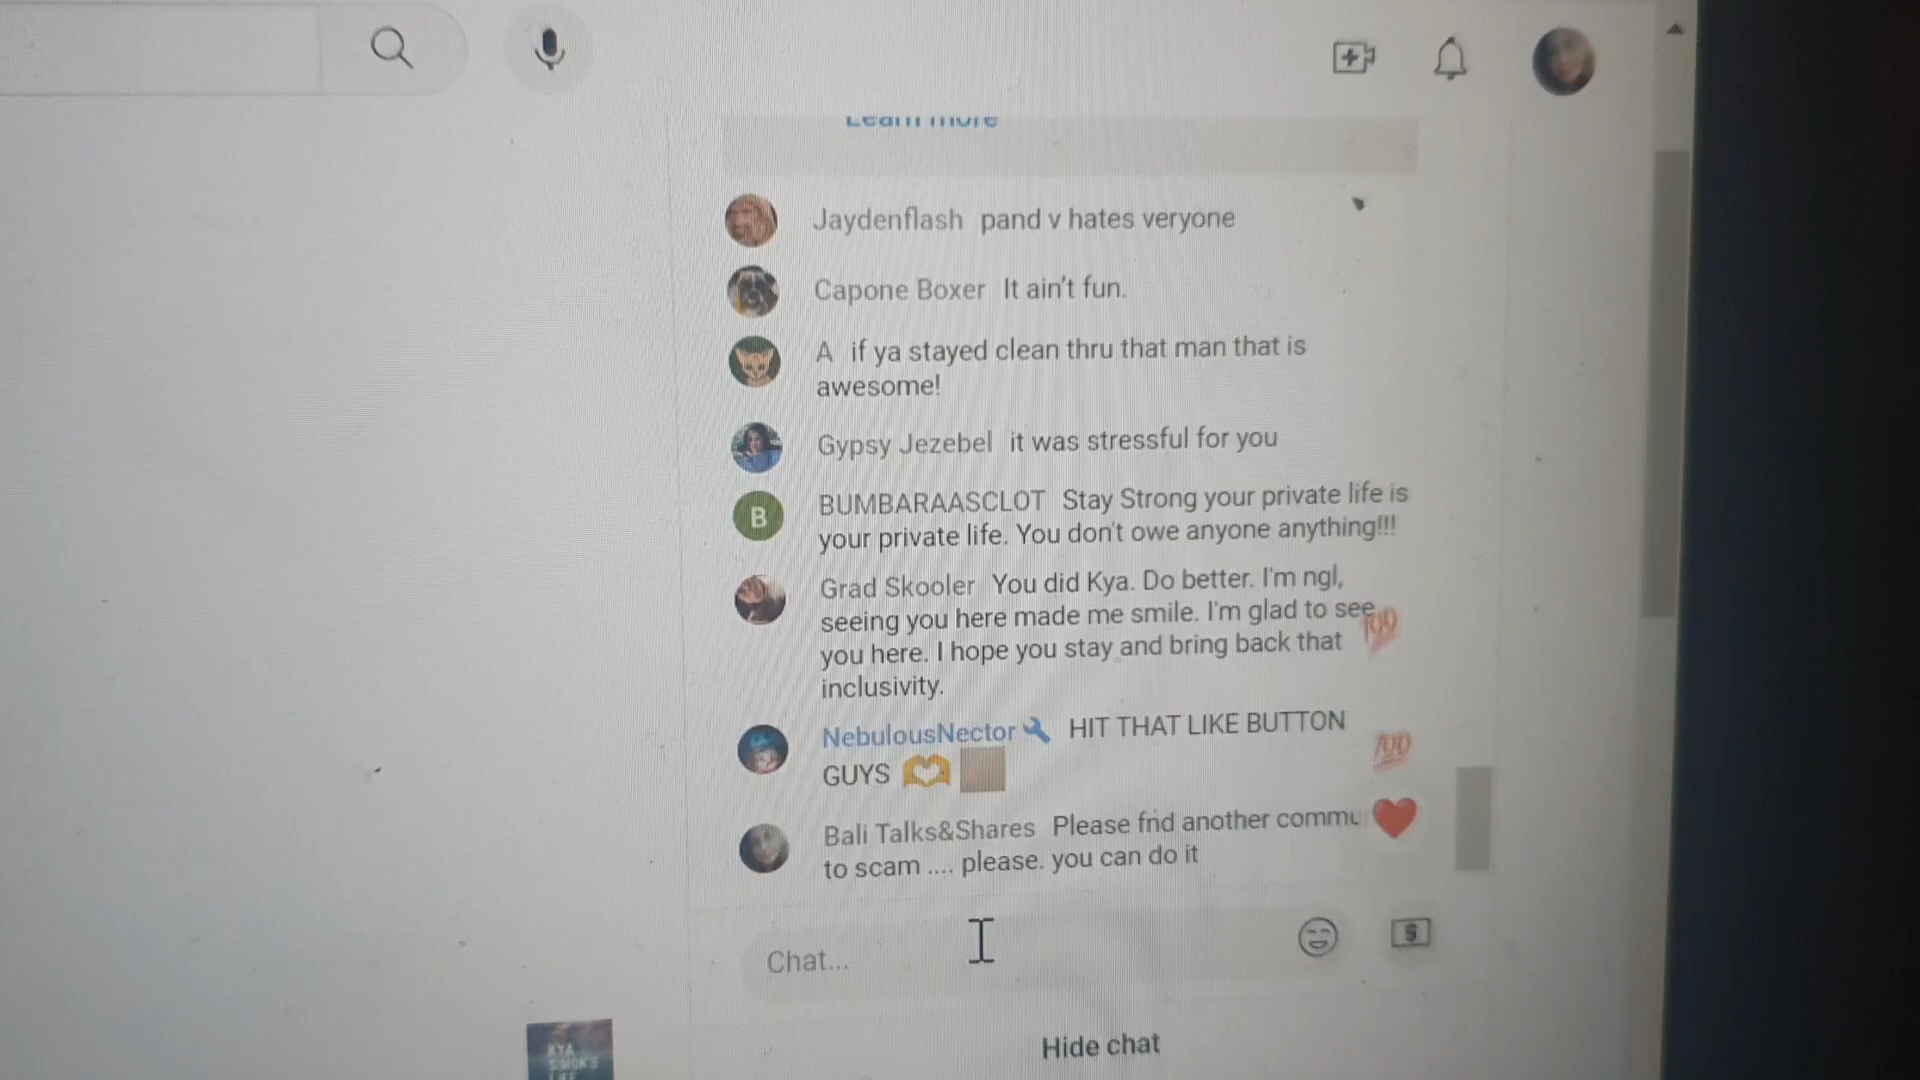 Learn more
Jaydenflash pand v hates veryone
Capone Boxer It ain't fun.
A if ya stayed clean thru that man that is
awesome!
Gypsy Jezebel it was stressful for you
B
BUMBARAASCLOT Stay Strong your private life is
your private life. You don't owe anyone anything!!!
Grad Skooler You did Kya. Do better. I'm ngl,
seeing you here made me smile. I'm glad to see
you here. I hope you stay and bring back that
inclusivity.
NebulousNector HIT THAT LIKE BUTTON
GUYS
Bali Talks&Shares Please fnd another commu
to scam .... please. you can do it
Chat...
Hide chat
KYA